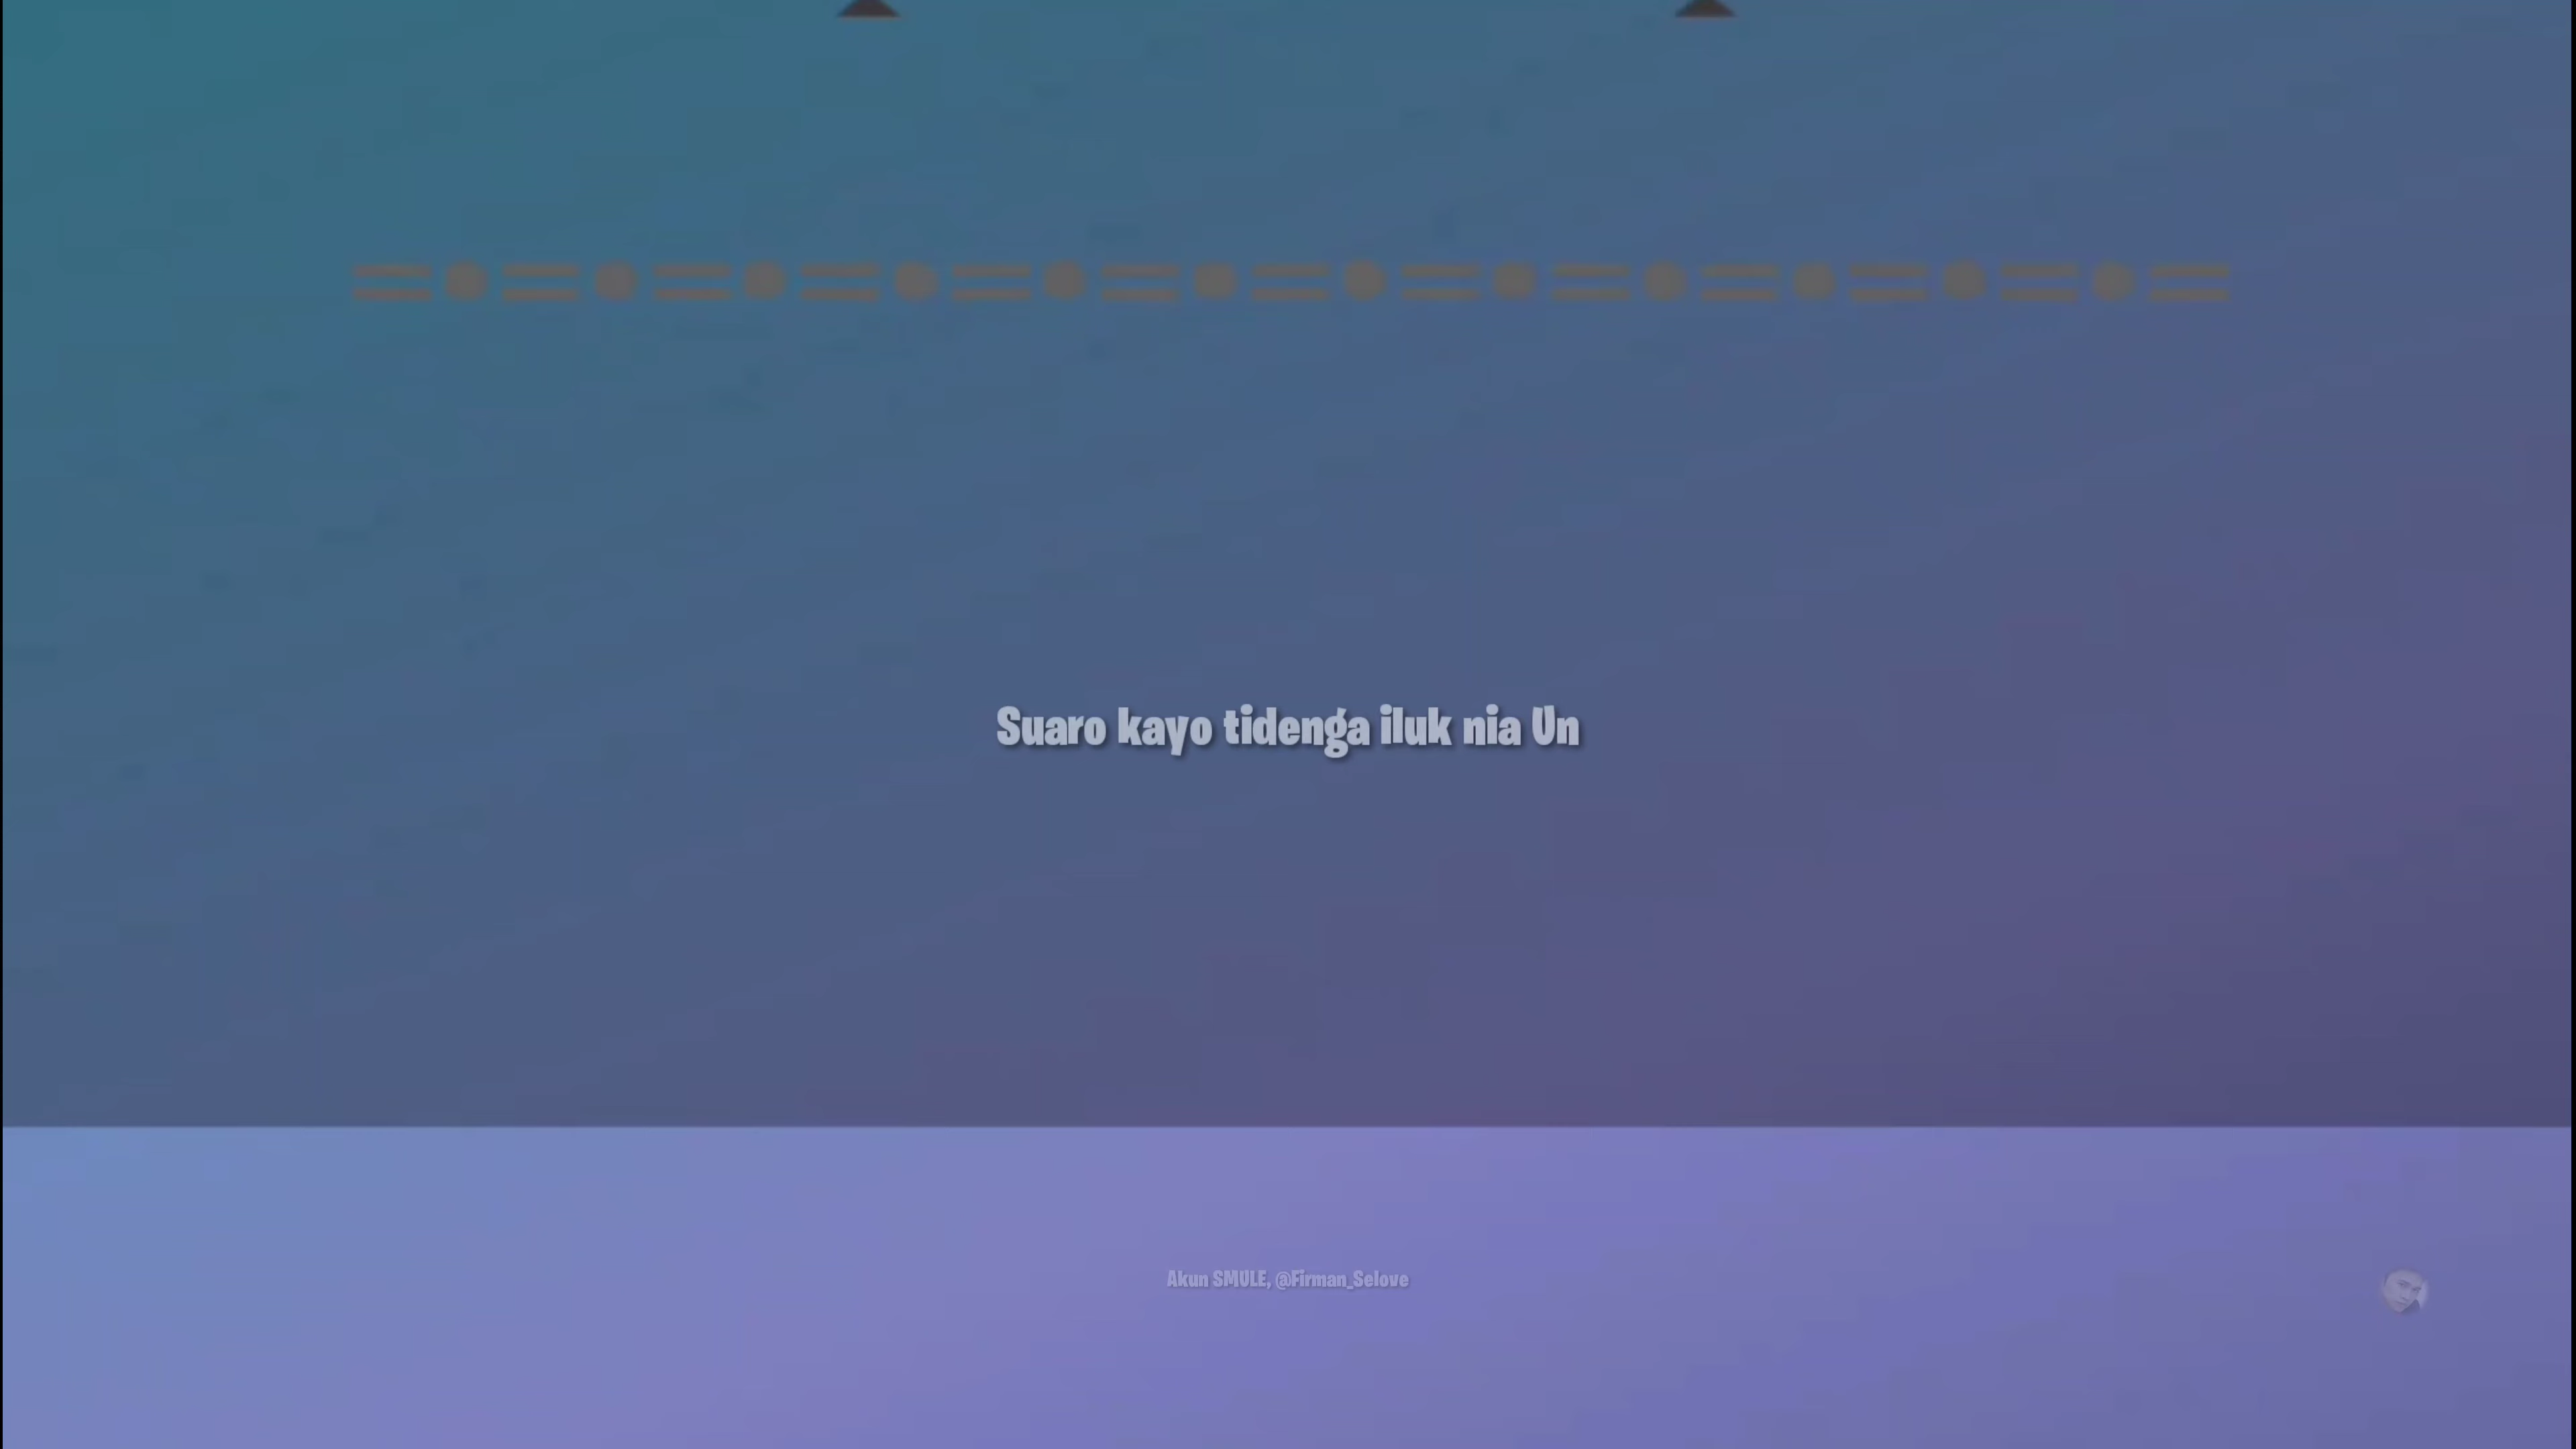 =●=●=●=●=●=●=●=●=●=●=●=●=
Suaro kayo tidenga iluk nia Un
Akun SMULE, @Firman_Selove